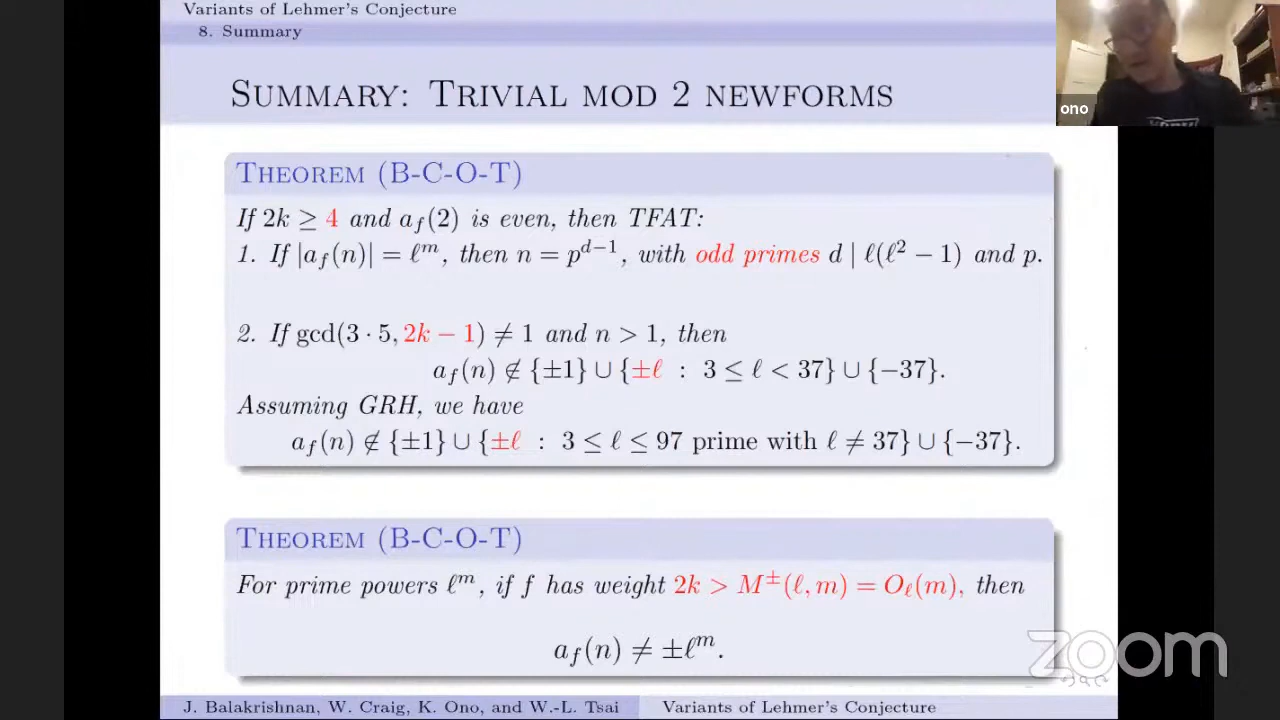 Variants of Lehmer's Conjecture
8. Summary
Summary: Trivial mod 2 newforms
ono
Theorem (B-C-O-T)
If 2k ≥ 4 and a_f(2) is even, then TFAT:
1. If |a_f(n)| = ℓ^m, then n = p^{d−1}, with odd primes d | ℓ(ℓ² − 1) and p.
2. If gcd(3 · 5, 2k − 1) ≠ 1 and n > 1, then
a_f(n) ∉ {±1} ∪ {±ℓ : 3 ≤ ℓ < 37} ∪ {−37}.
Assuming GRH, we have
a_f(n) ∉ {±1} ∪ {±ℓ : 3 ≤ ℓ ≤ 97 prime with ℓ ≠ 37} ∪ {−37}.
Theorem (B-C-O-T)
For prime powers ℓ^m, if f has weight 2k > M^±(ℓ, m) = O_ℓ(m), then
a_f(n) ≠ ±ℓ^m.
zoom
J. Balakrishnan, W. Craig, K. Ono, and W.-L. Tsai
Variants of Lehmer's Conjecture